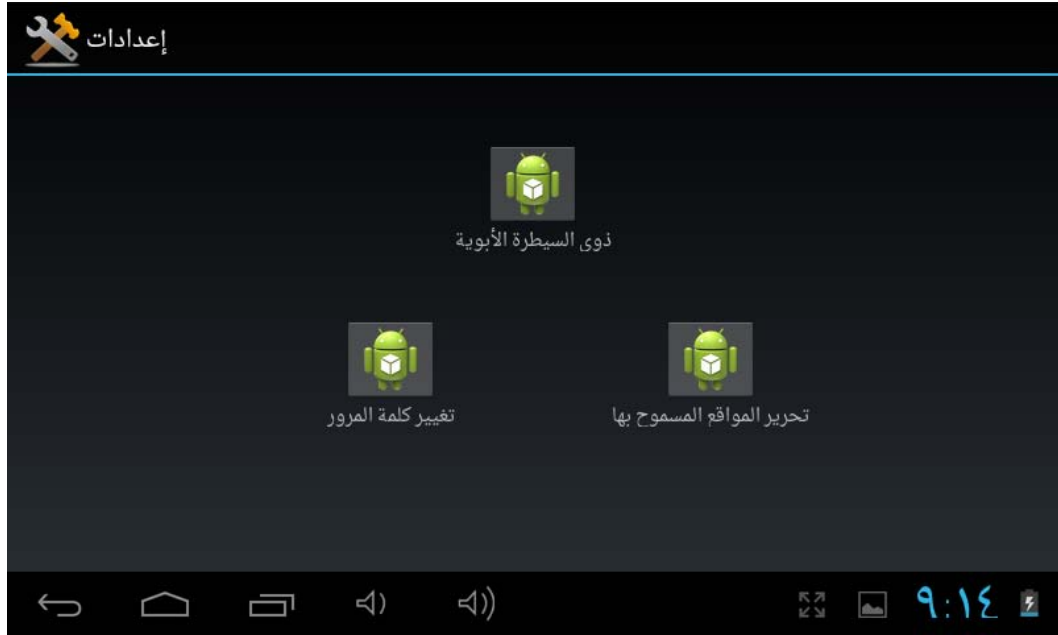 إعدادات
ذوى السيطرة الأبوية
تحرير المواقع المسموح بها
تغيير كلمة المرور
٩:١٤